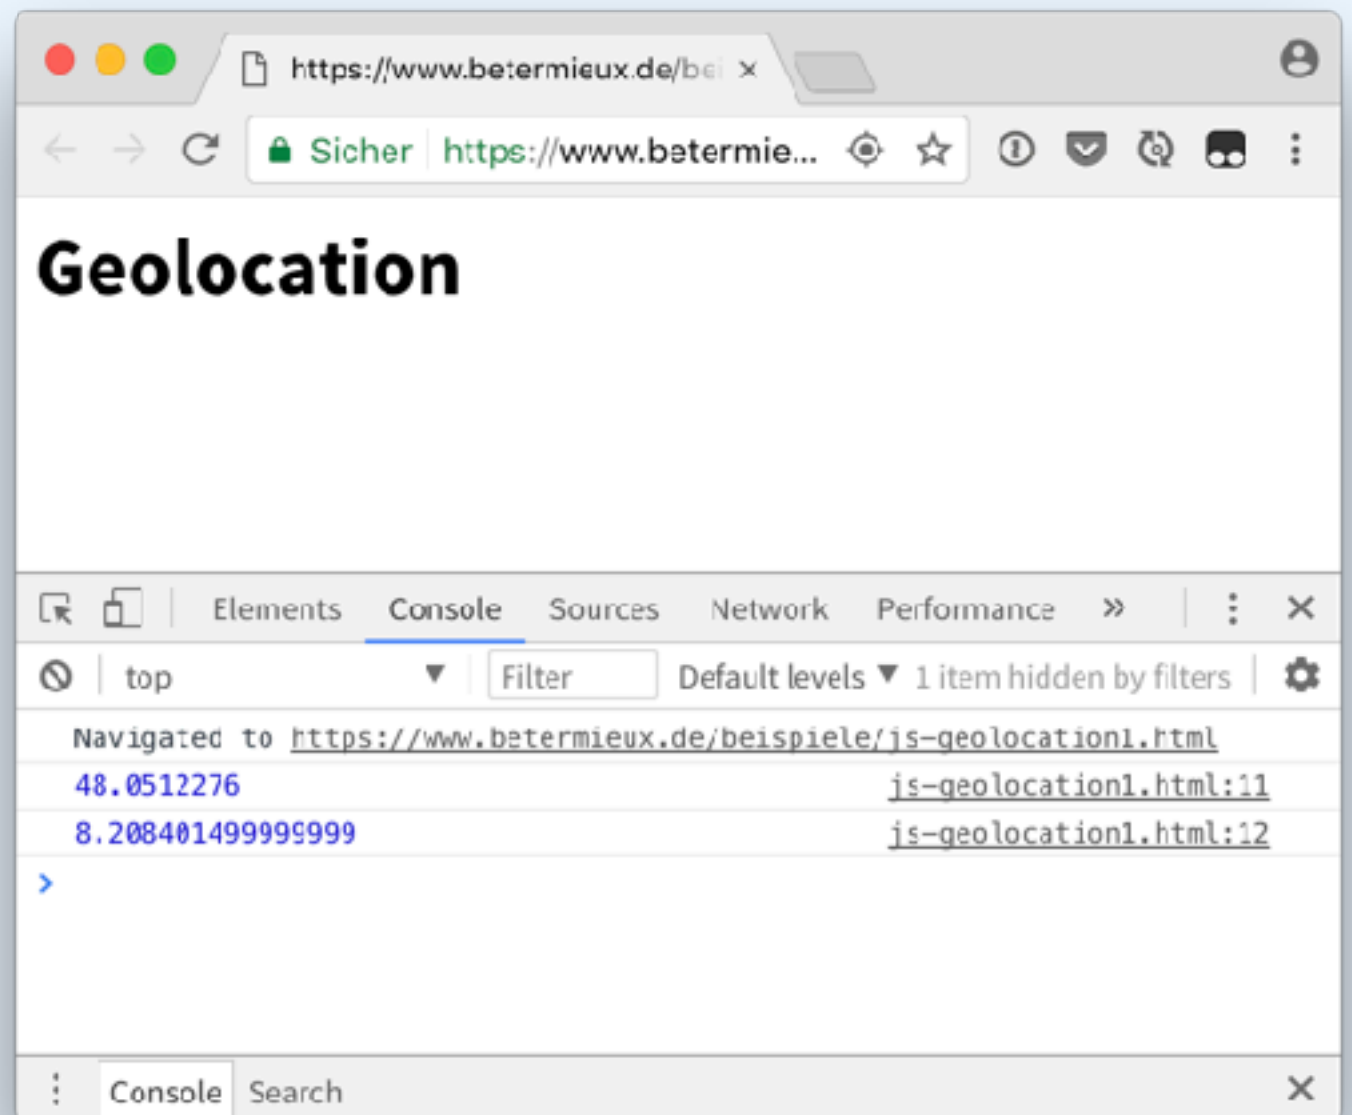 https://www.betermieux.de/bei
Sicher https://www.betermie...
Geolocation
Elements Console Sources Network Performance »
top Filter Default levels 1 item hidden by filters
Navigated to https://www.betermieux.de/beispiele/js-geolocation1.html
48.0512276 js-geolocation1.html:11
8.208401499999999 js-geolocation1.html:12
Console Search